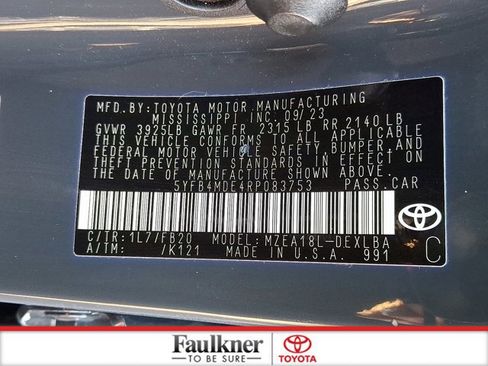 MFD.BY: TOYOTA MOTOR MANUFACTURING
MISSISSIPPI INC. 09/23
GVWR 3925LB GAWR FR 2315 LB RR 2140 LB
THIS VEHICLE CONFORMS TO ALL APPLICABLE
FEDERAL MOTOR VEHICLE SAFETY, BUMPER, AND
THEFT PREVENTION STANDARDS IN EFFECT ON
THE DATE OF MANUFACTURE SHOWN ABOVE.
5YFB4MDE4RP083753 PASS.CAR
C/TR: 1L7/FB20 MODEL: MZEA18L-DEXLBA
A/TM: /K121 MADE IN U.S.A. 991
C
Faulkner
TO BE SURE
TOYOTA